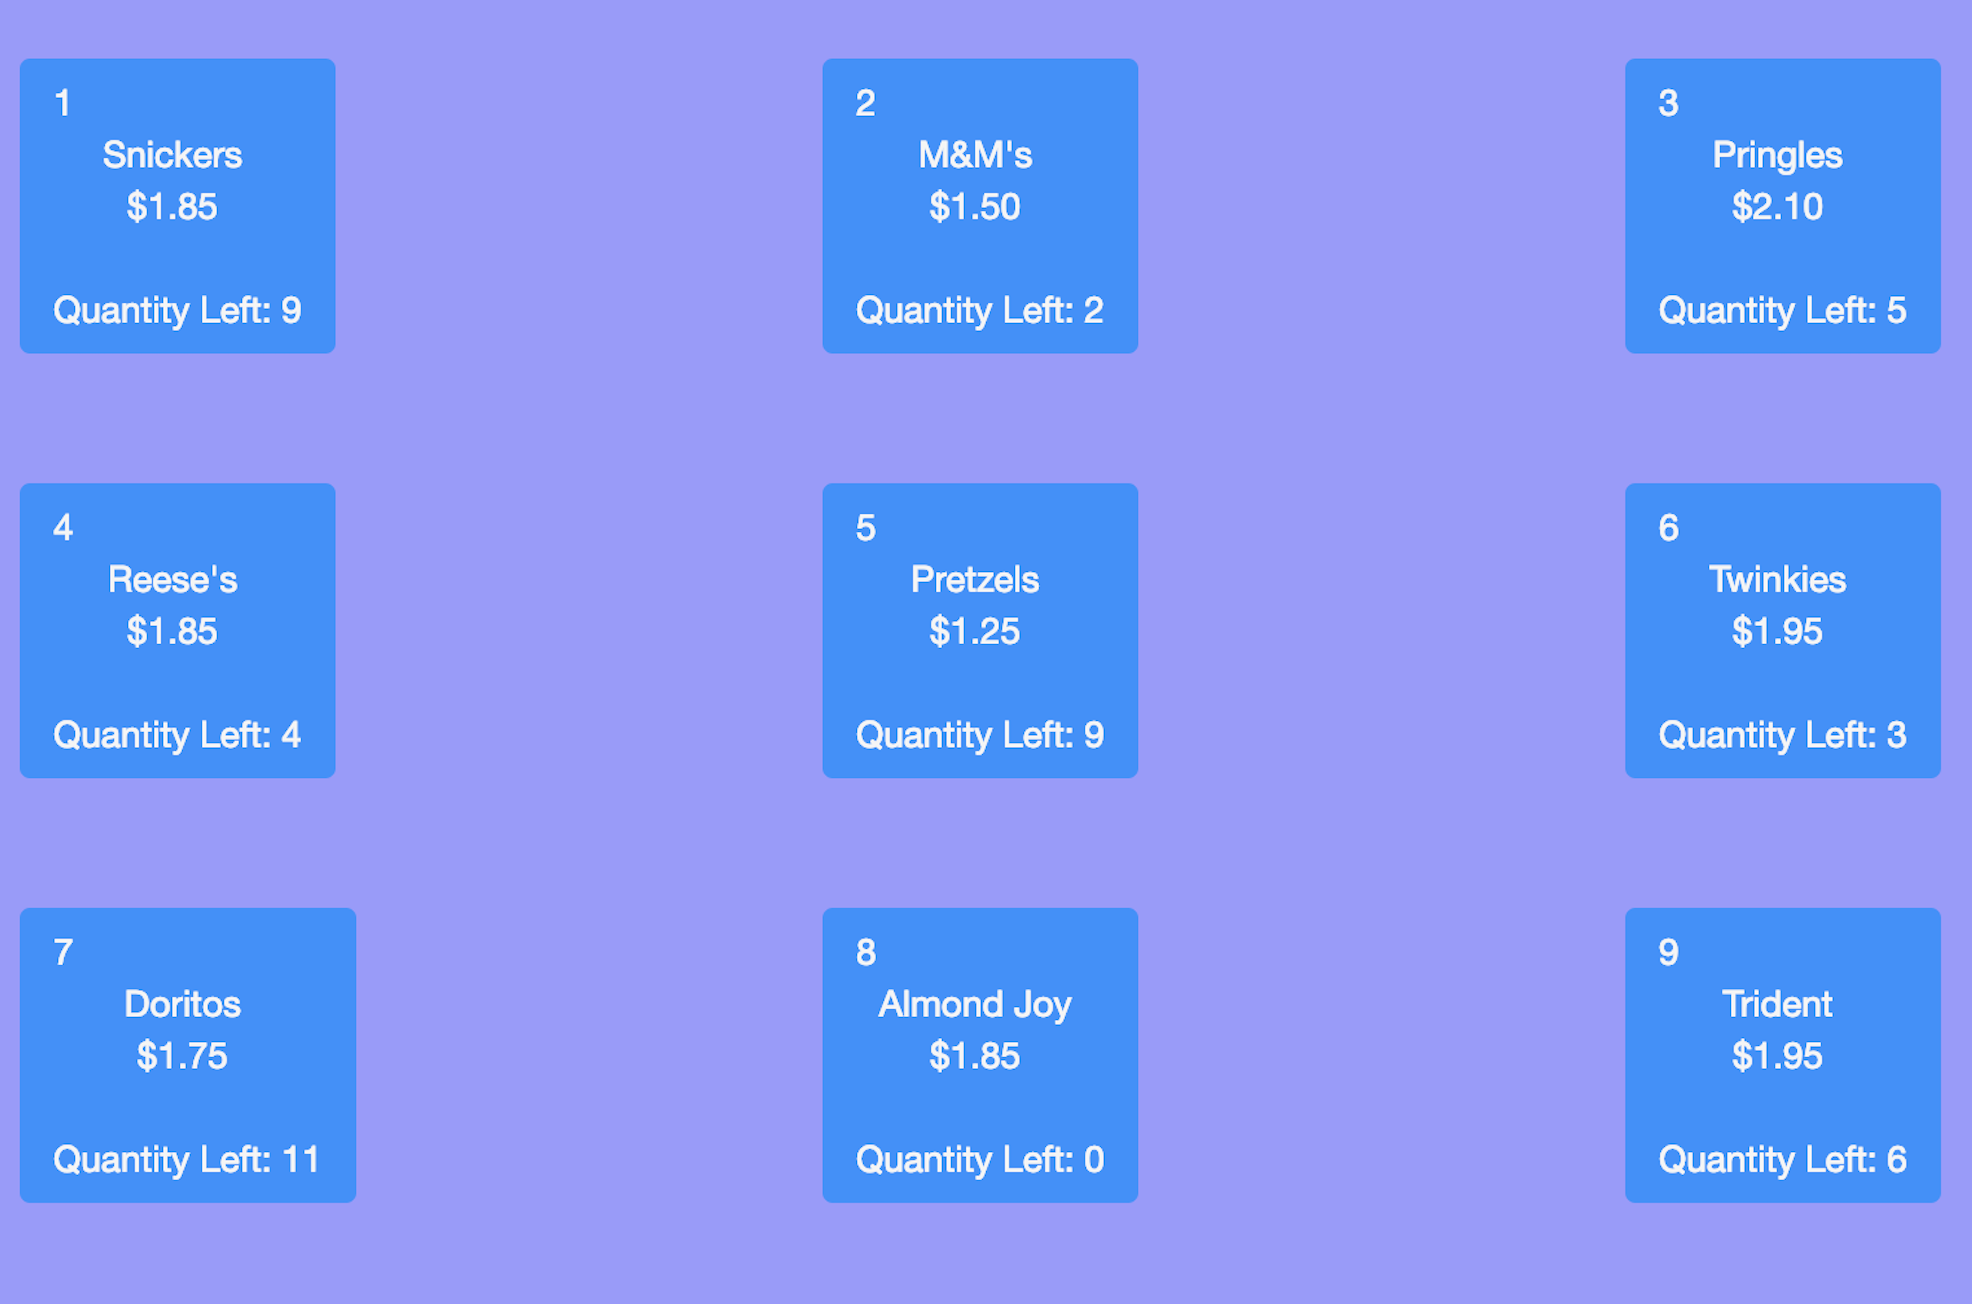 1
Snickers
$1.85
Quantity Left: 9
2
M&M's
$1.50
Quantity Left: 2
3
Pringles
$2.10
Quantity Left: 5
4
Reese's
$1.85
Quantity Left: 4
5
Pretzels
$1.25
Quantity Left: 9
6
Twinkies
$1.95
Quantity Left: 3
7
Doritos
$1.75
Quantity Left: 11
8
Almond Joy
$1.85
Quantity Left: 0
9
Trident
$1.95
Quantity Left: 6